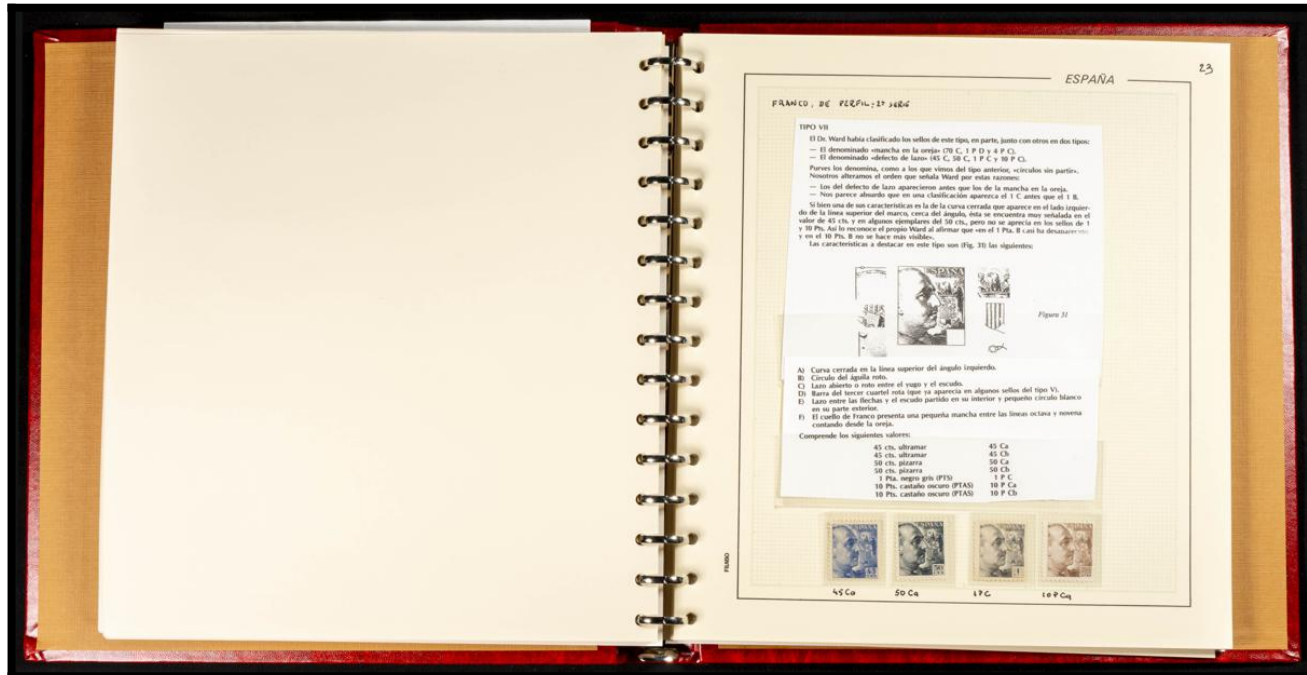 23
ESPAÑA
FRANCO, DE PERFIL: 2ª SERIE
TIPO VII
El Dr. Ward había clasificado los sellos de este tipo, en parte, junto con otros en dos tipos:
— El denominado «mancha en la oreja» (70 C, 1 P D y 4 P C).
— El denominado «defecto de lazo» (45 C, 50 C, 1 P C y 10 P C).
Purves los denomina, como a los que vimos del tipo anterior, «círculos sin partir».
Nosotros alteramos el orden que señala Ward por estas razones:
— Los del defecto de lazo aparecieron antes que los de la mancha en la oreja.
— Nos parece absurdo que en una clasificación aparezca el 1 C antes que el 1 B.
Si bien una de sus características es la de la curva cerrada que aparece en el lado izquier-
do de la línea superior del marco, cerca del ángulo, ésta se encuentra muy señalada en el
valor de 45 cts. y en algunos ejemplares del 50 cts., pero no se aprecia en los sellos de 1
y 10 Pts. Así lo reconoce el propio Ward al afirmar que «en el 1 Pta. B casi ha desaparecido
y en el 10 Pts. B no se hace más visible».
Las características a destacar en este tipo son (Fig. 31) las siguientes:
ESPAÑA
Figura 31
A) Curva cerrada en la línea superior del ángulo izquierdo.
B) Círculo del águila roto.
C) Lazo abierto o roto entre el yugo y el escudo.
D) Barra del tercer cuartel rota (que ya aparecía en algunos sellos del tipo V).
E) Lazo entre las flechas y el escudo partido en su interior y pequeño círculo blanco
en su parte exterior.
F) El cuello de Franco presenta una pequeña mancha entre las líneas octava y novena
contando desde la oreja.
Comprende los siguientes valores:
45 cts. ultramar 45 Ca
45 cts. ultramar 45 Cb
50 cts. pizarra 50 Ca
50 cts. pizarra 50 Cb
1 Pta. negro gris (PTS) 1 P C
10 Pts. castaño oscuro (PTAS) 10 P Ca
10 Pts. castaño oscuro (PTAS) 10 P Cb
ESPAÑA ESPAÑA ESPAÑA ESPAÑA
45 Ca 50 Ca 1 P C 10 P Ca
FILABO